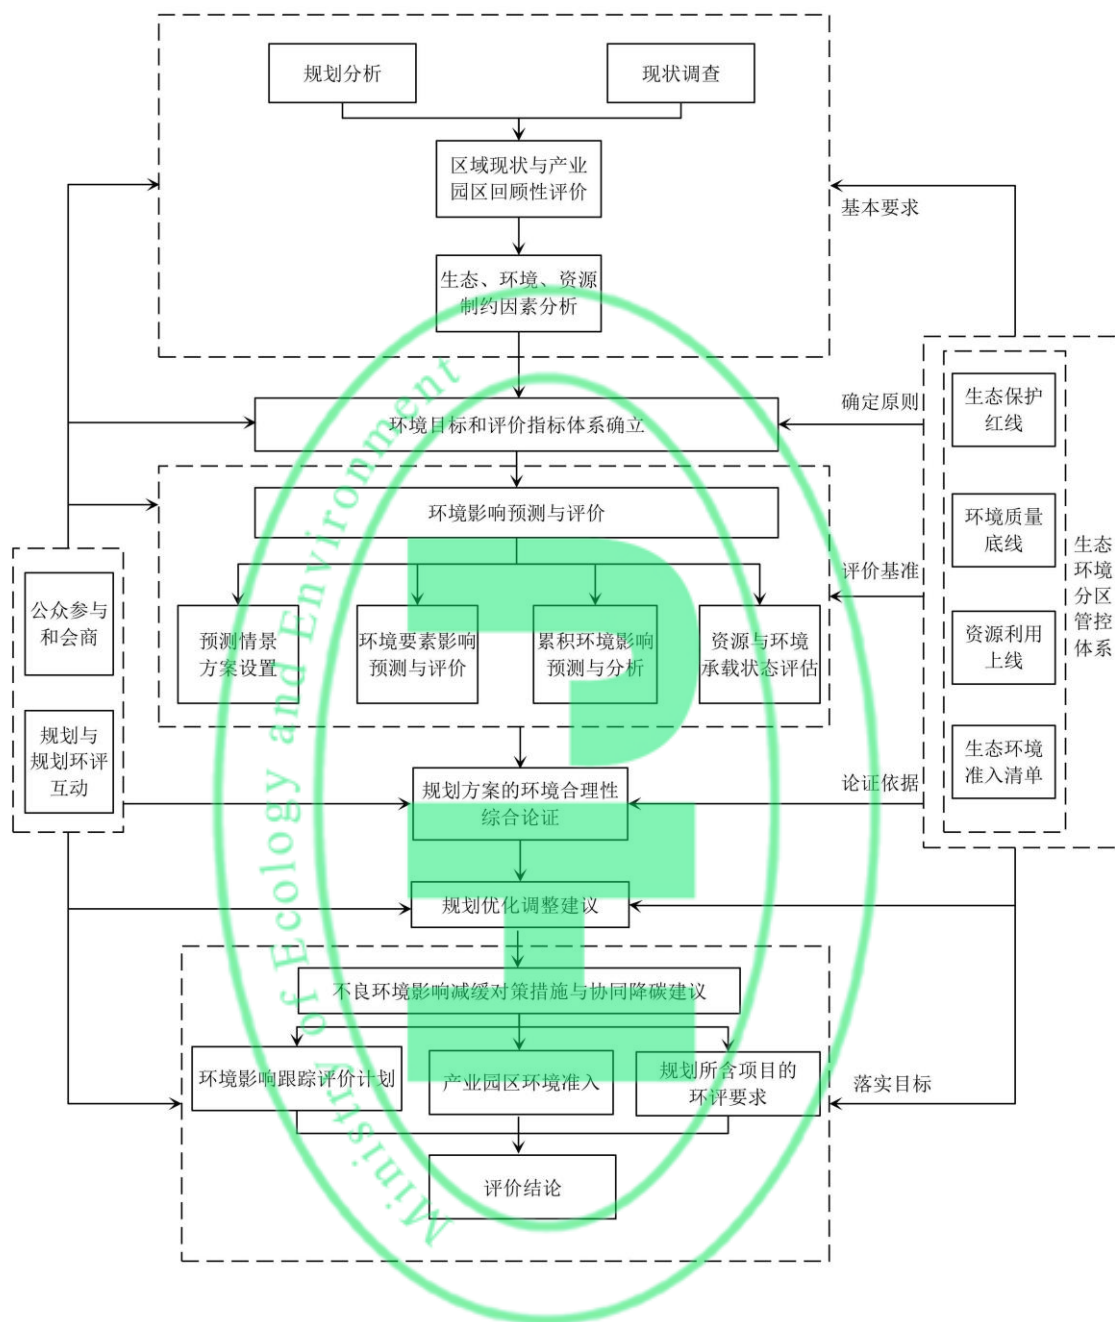 规划分析
现状调查
区域现状与产业
园区回顾性评价
基本要求
生态、环境、资源
制约因素分析
环境目标和评价指标体系确立
确定原则
环境影响预测与评价
预测情景
方案设置
环境要素影响
预测与评价
累积环境影响
预测与分析
资源与环境
承载状态评估
评价基准
公众参与
和会商
规划与
规划环评
互动
生态保护
红线
环境质量
底线
资源利用
上线
生态环境
准入清单
生态
环境
分区
管控
体系
规划方案的环境合理性
综合论证
论证依据
规划优化调整建议
不良环境影响减缓对策措施与协同降碳建议
环境影响跟踪评价计划
产业园区环境准入
规划所含项目的
环评要求
落实目标
评价结论
Ministry of Ecology and Environment